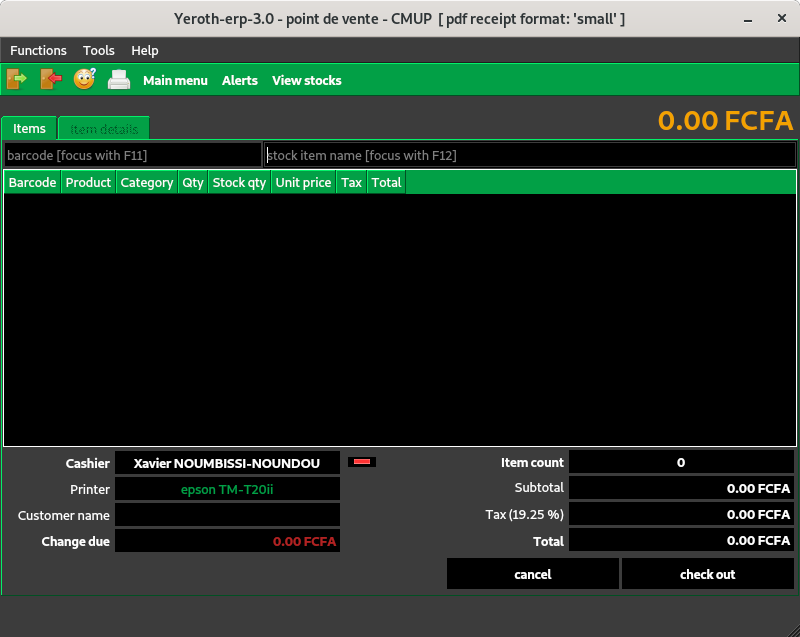 Yeroth-erp-3.0 - point de vente - CMUP [ pdf receipt format: 'small' ]
Functions Tools Help
Main menu Alerts View stocks
0.00 FCFA
Items Item details
barcode [focus with F11] stock item name [focus with F12]
Barcode Product Category Qty Stock qty Unit price Tax Total
Cashier Xavier NOUMBISSI-NOUNDOU Item count 0
Printer epson TM-T20ii Subtotal 0.00 FCFA
Customer name Tax (19.25 %) 0.00 FCFA
Change due 0.00 FCFA Total 0.00 FCFA
cancel check out